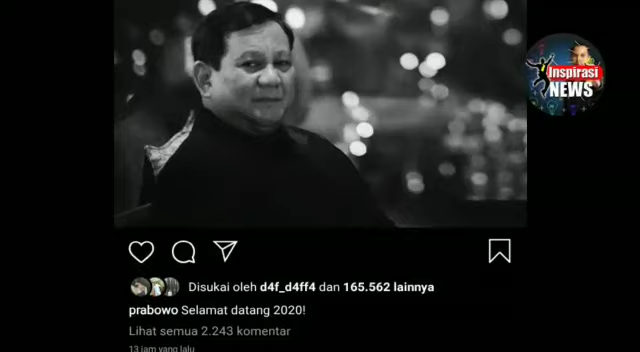 Inspirasi
NEWS
Disukai oleh d4f_d4ff4 dan 165.562 lainnya
prabowo Selamat datang 2020!
Lihat semua 2.243 komentar
13 jam yang lalu